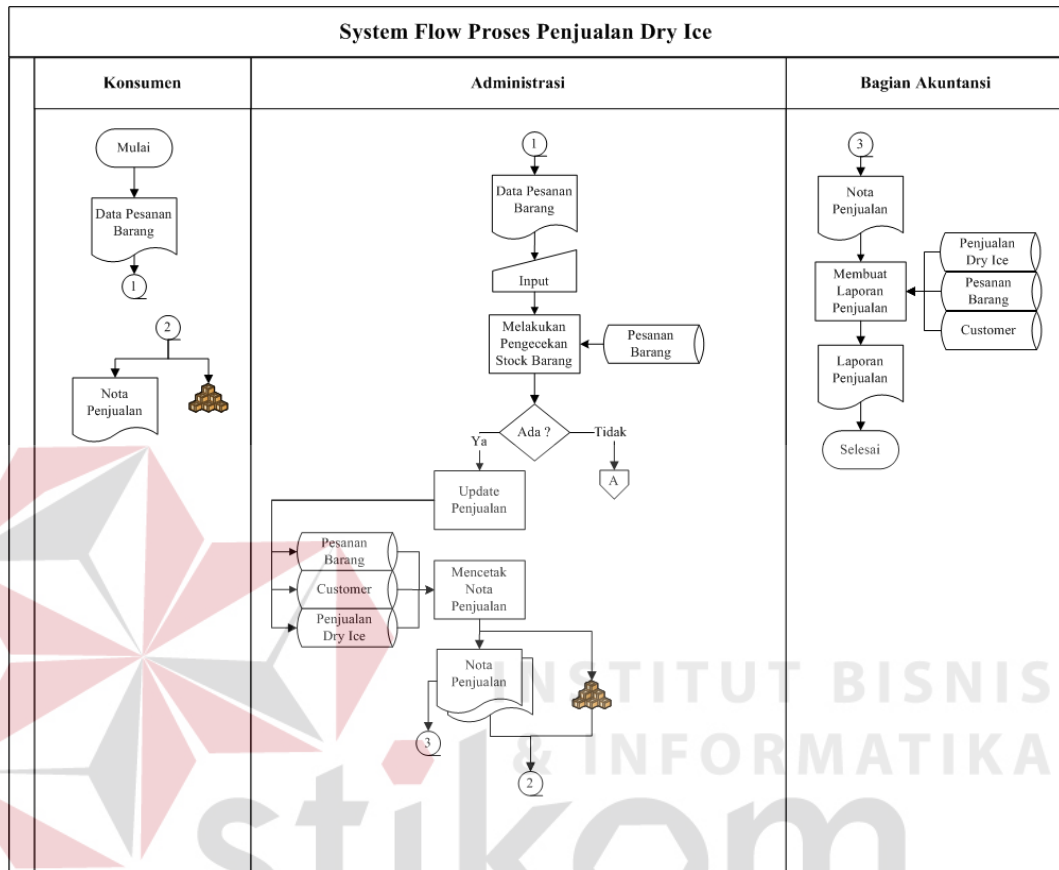 System Flow Proses Penjualan Dry Ice
Konsumen
Administrasi
Bagian Akuntansi
Mulai
Data Pesanan
Barang
1
2
Nota
Penjualan
1
Data Pesanan
Barang
Input
Melakukan
Pengecekan
Stock Barang
Pesanan
Barang
Ada ?
Ya
Tidak
A
Update
Penjualan
Pesanan
Barang
Customer
Penjualan
Dry Ice
Mencetak
Nota
Penjualan
Nota
Penjualan
3
2
3
Nota
Penjualan
Membuat
Laporan
Penjualan
Penjualan
Dry Ice
Pesanan
Barang
Customer
Laporan
Penjualan
Selesai
INSTITUT BISNIS
& INFORMATIKA
stikom